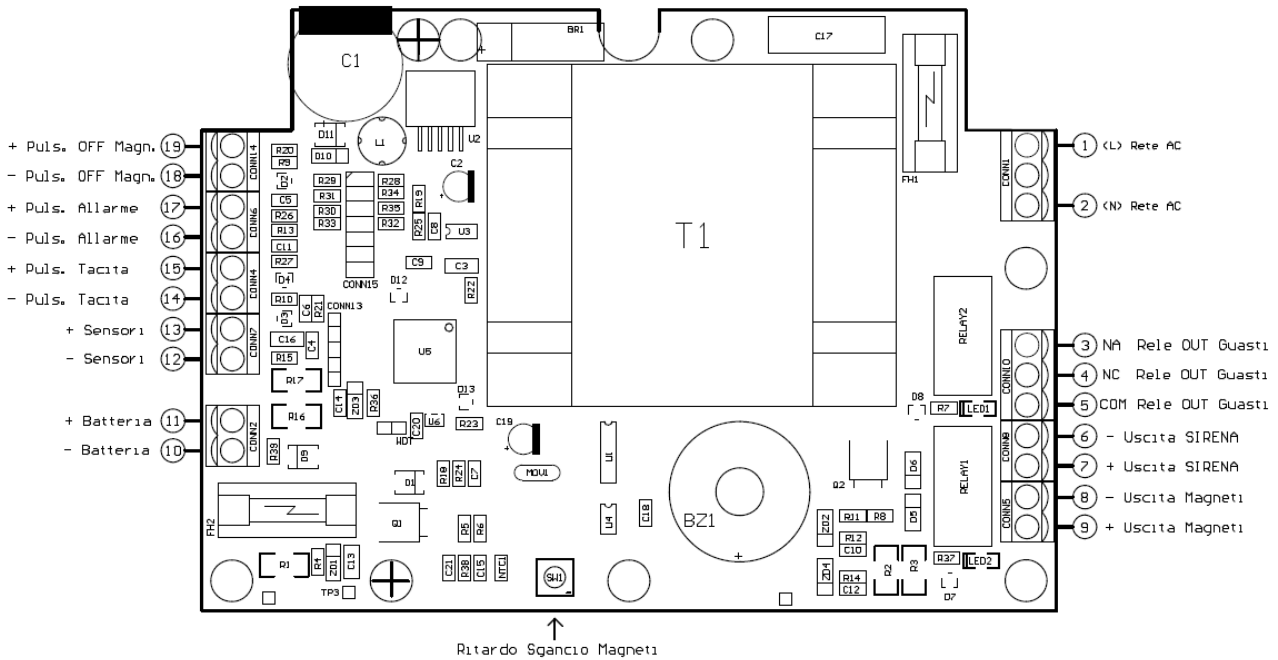 BR1
C17
C1
D11
L1
U2
D10
FH1
+ Puls. OFF Magn. 19
- Puls. OFF Magn. 18
+ Puls. Allarme 17
- Puls. Allarme 16
+ Puls. Tacita 15
- Puls. Tacita 14
+ Sensori 13
- Sensori 12
+ Batteria 11
- Batteria 10
CONN14
CONN6
CONN4
CONN7
CONN2
R20
R9
D2
C5
R26
R13
C11
R27
D4
R10
C6
R21
D3
C16
C4
R15
R17
R16
R39
D9
R29
R31
R30
R33
R28
R34
R35
R32
CONN15
CONN13
C2
R19
R25
C8
U3
C9
C3
R22
D12
U5
D13
C14
ZD3
R36
WDT
C20
U6
R23
C19
MOV1
T1
1 (L) Rete AC
2 (N) Rete AC
CONN1
RELAY2
3 NA Rele OUT Guasti
4 NC Rele OUT Guasti
5 COM Rele OUT Guasti
6 - Uscita SIRENA
7 + Uscita SIRENA
8 - Uscita Magneti
9 + Uscita Magneti
CONN10
CONN5
D8
R7
LED1
RELAY1
D6
D5
Q2
U1
U4
C18
BZ1
+
ZD2
R11
R8
R12
C10
ZD4
R14
C12
R2
R3
R37
LED2
D7
D1
Q1
R24
C7
R5
R6
FH2
R1
R4
ZD1
C13
TP3
C21
R38
C15
NTC1
SW1
Ritardo Sgancio Magneti